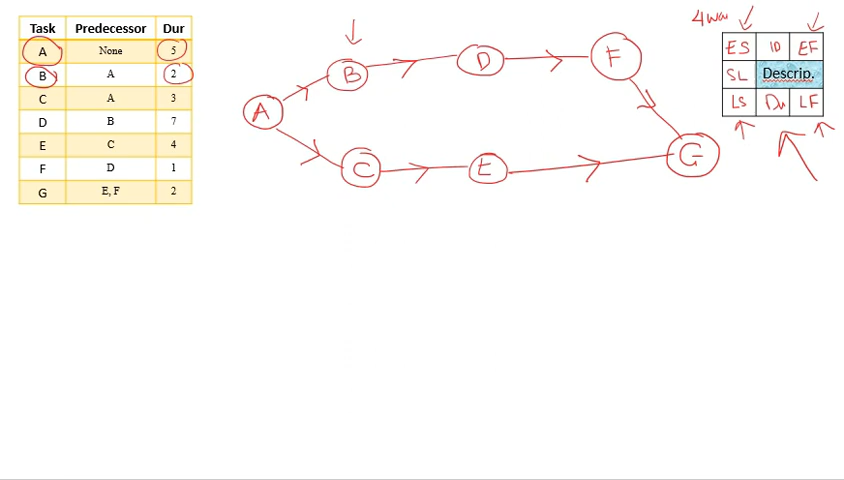 Task Predecessor Dur
A None 5
B A 2
C A 3
D B 7
E C 4
F D 1
G E, F 2
A
B
D
F
C
E
G
ES ID EF
SL Descrip.
LS Du LF